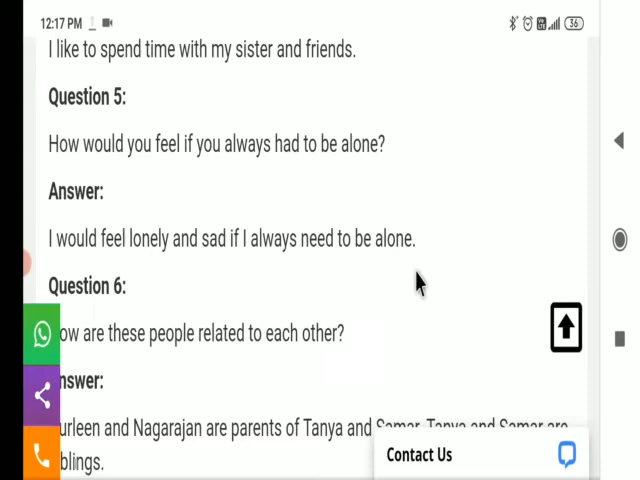 12:17 PM
36
I like to spend time with my sister and friends.
Question 5:
How would you feel if you always had to be alone?
Answer:
I would feel lonely and sad if I always need to be alone.
Question 6:
ow are these people related to each other?
nswer:
urleen and Nagarajan are parents of Tanya and Samar. Tanya and Samar are
blings.
Contact Us